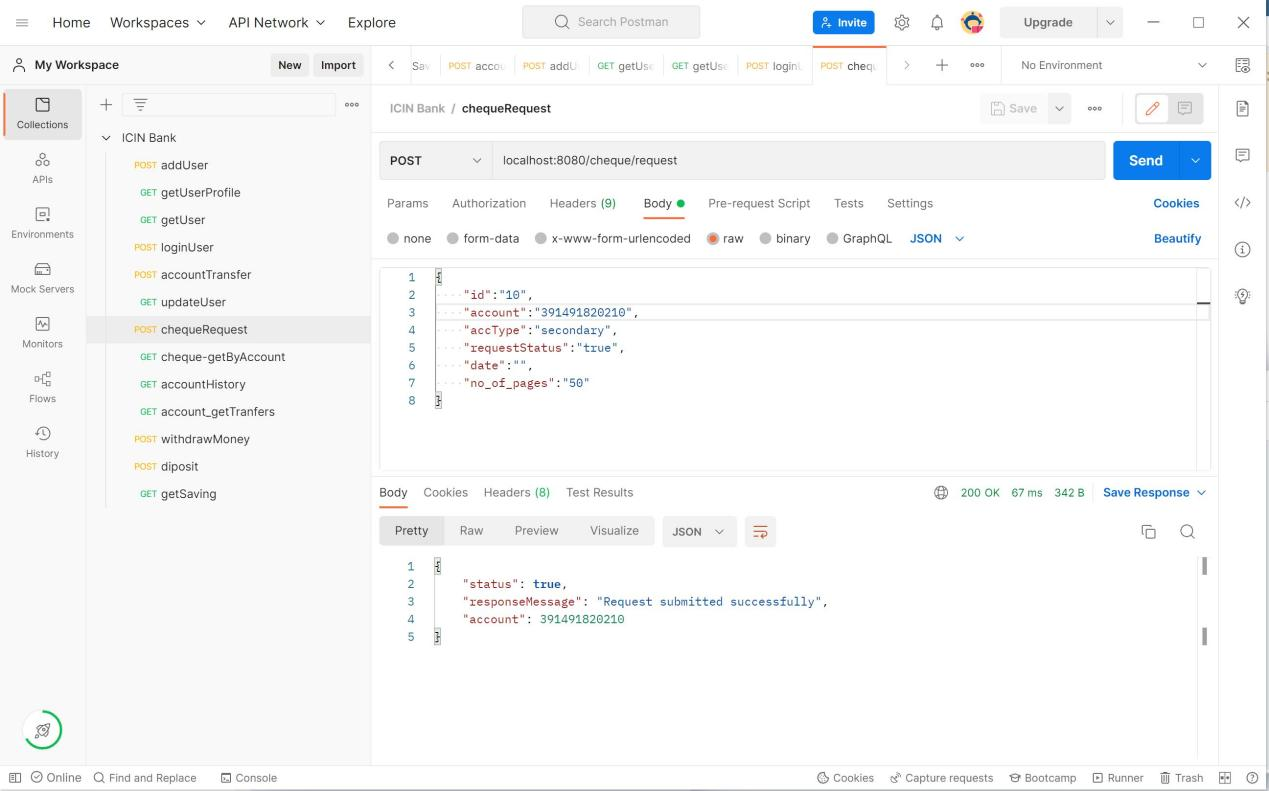 Home Workspaces API Network Explore Search Postman Invite Upgrade
My Workspace New Import
Sav POST accou POST addU GET getUse GET getUse POST loginU POST chequ No Environment
Collections
APIs
Environments
Mock Servers
Monitors
Flows
History
ICIN Bank
POST addUser
GET getUserProfile
GET getUser
POST loginUser
POST accountTransfer
GET updateUser
POST chequeRequest
GET cheque-getByAccount
GET accountHistory
GET account_getTranfers
POST withdrawMoney
POST diposit
GET getSaving
ICIN Bank / chequeRequest Save
POST localhost:8080/cheque/request Send
Params Authorization Headers (9) Body Pre-request Script Tests Settings Cookies
none form-data x-www-form-urlencoded raw binary GraphQL JSON Beautify
1 {
2 "id":"10",
3 "account":"391491820210",
4 "accType":"secondary",
5 "requestStatus":"true",
6 "date":"",
7 "no_of_pages":"50"
8 }
Body Cookies Headers (8) Test Results 200 OK 67 ms 342 B Save Response
Pretty Raw Preview Visualize JSON
1 {
2 "status": true,
3 "responseMessage": "Request submitted successfully",
4 "account": 391491820210
5 }
Online Find and Replace Console Cookies Capture requests Bootcamp Runner Trash